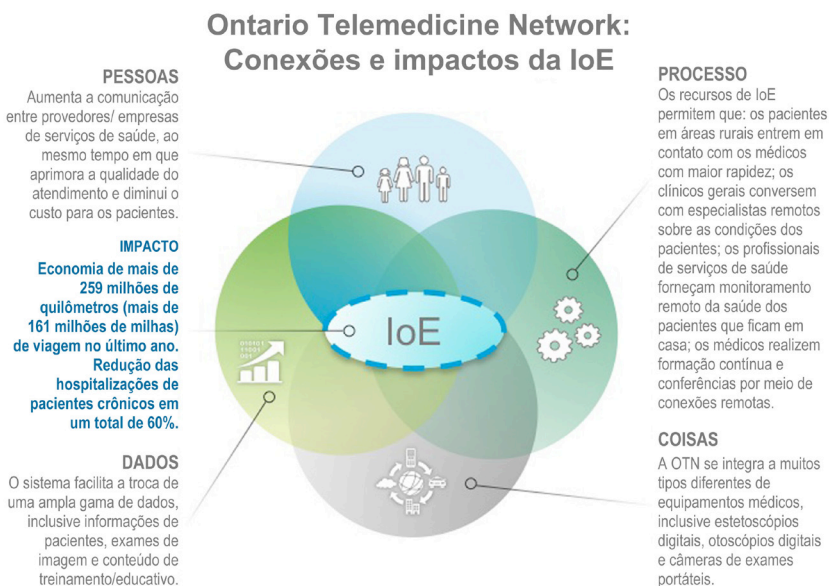 Ontario Telemedicine Network:
Conexões e impactos da IoE
PESSOAS
Aumenta a comunicação
entre provedores/ empresas
de serviços de saúde, ao
mesmo tempo em que
aprimora a qualidade do
atendimento e diminui o
custo para os pacientes.
IMPACTO
Economia de mais de
259 milhões de
quilômetros (mais de
161 milhões de milhas)
de viagem no último ano.
Redução das
hospitalizações de
pacientes crônicos em
um total de 60%.
DADOS
O sistema facilita a troca de
uma ampla gama de dados,
inclusive informações de
pacientes, exames de
imagem e conteúdo de
treinamento/educativo.
IoE
010101
11001
001
PROCESSO
Os recursos de IoE
permitem que: os pacientes
em áreas rurais entrem em
contato com os médicos
com maior rapidez; os
clínicos gerais conversem
com especialistas remotos
sobre as condições dos
pacientes; os profissionais
de serviços de saúde
forneçam monitoramento
remoto da saúde dos
pacientes que ficam em
casa; os médicos realizem
formação contínua e
conferências por meio de
conexões remotas.
COISAS
A OTN se integra a muitos
tipos diferentes de
equipamentos médicos,
inclusive estetoscópios
digitais, otoscópios digitais
e câmeras de exames
portáteis.